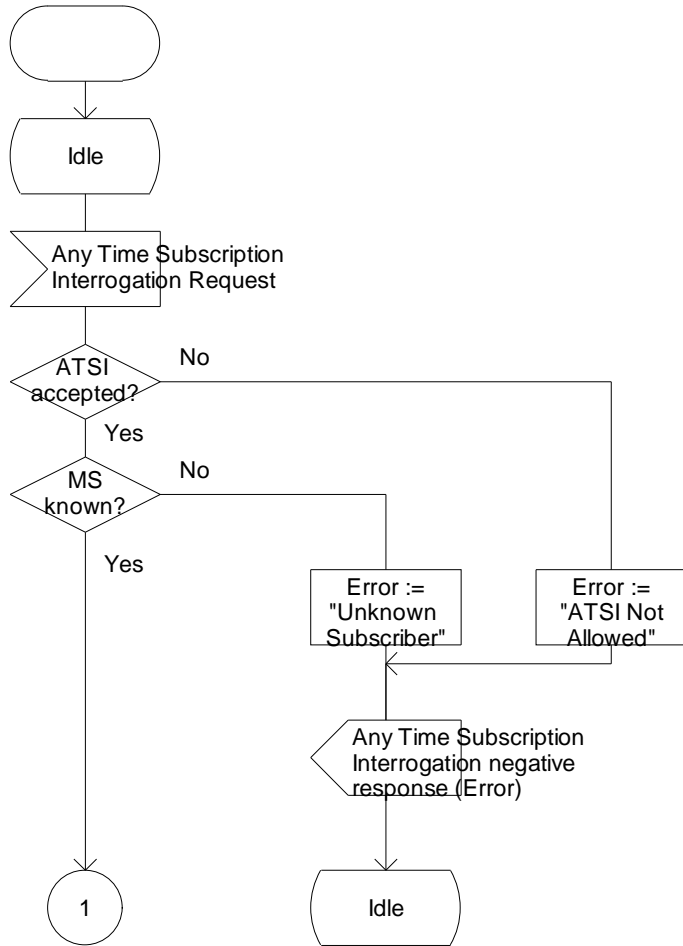 Idle
Any Time Subscription
Interrogation Request
ATSI
accepted?
No
Yes
MS
known?
No
Yes
Error :=
"Unknown
Subscriber"
Error :=
"ATSI Not
Allowed"
Any Time Subscription
Interrogation negative
response (Error)
1
Idle